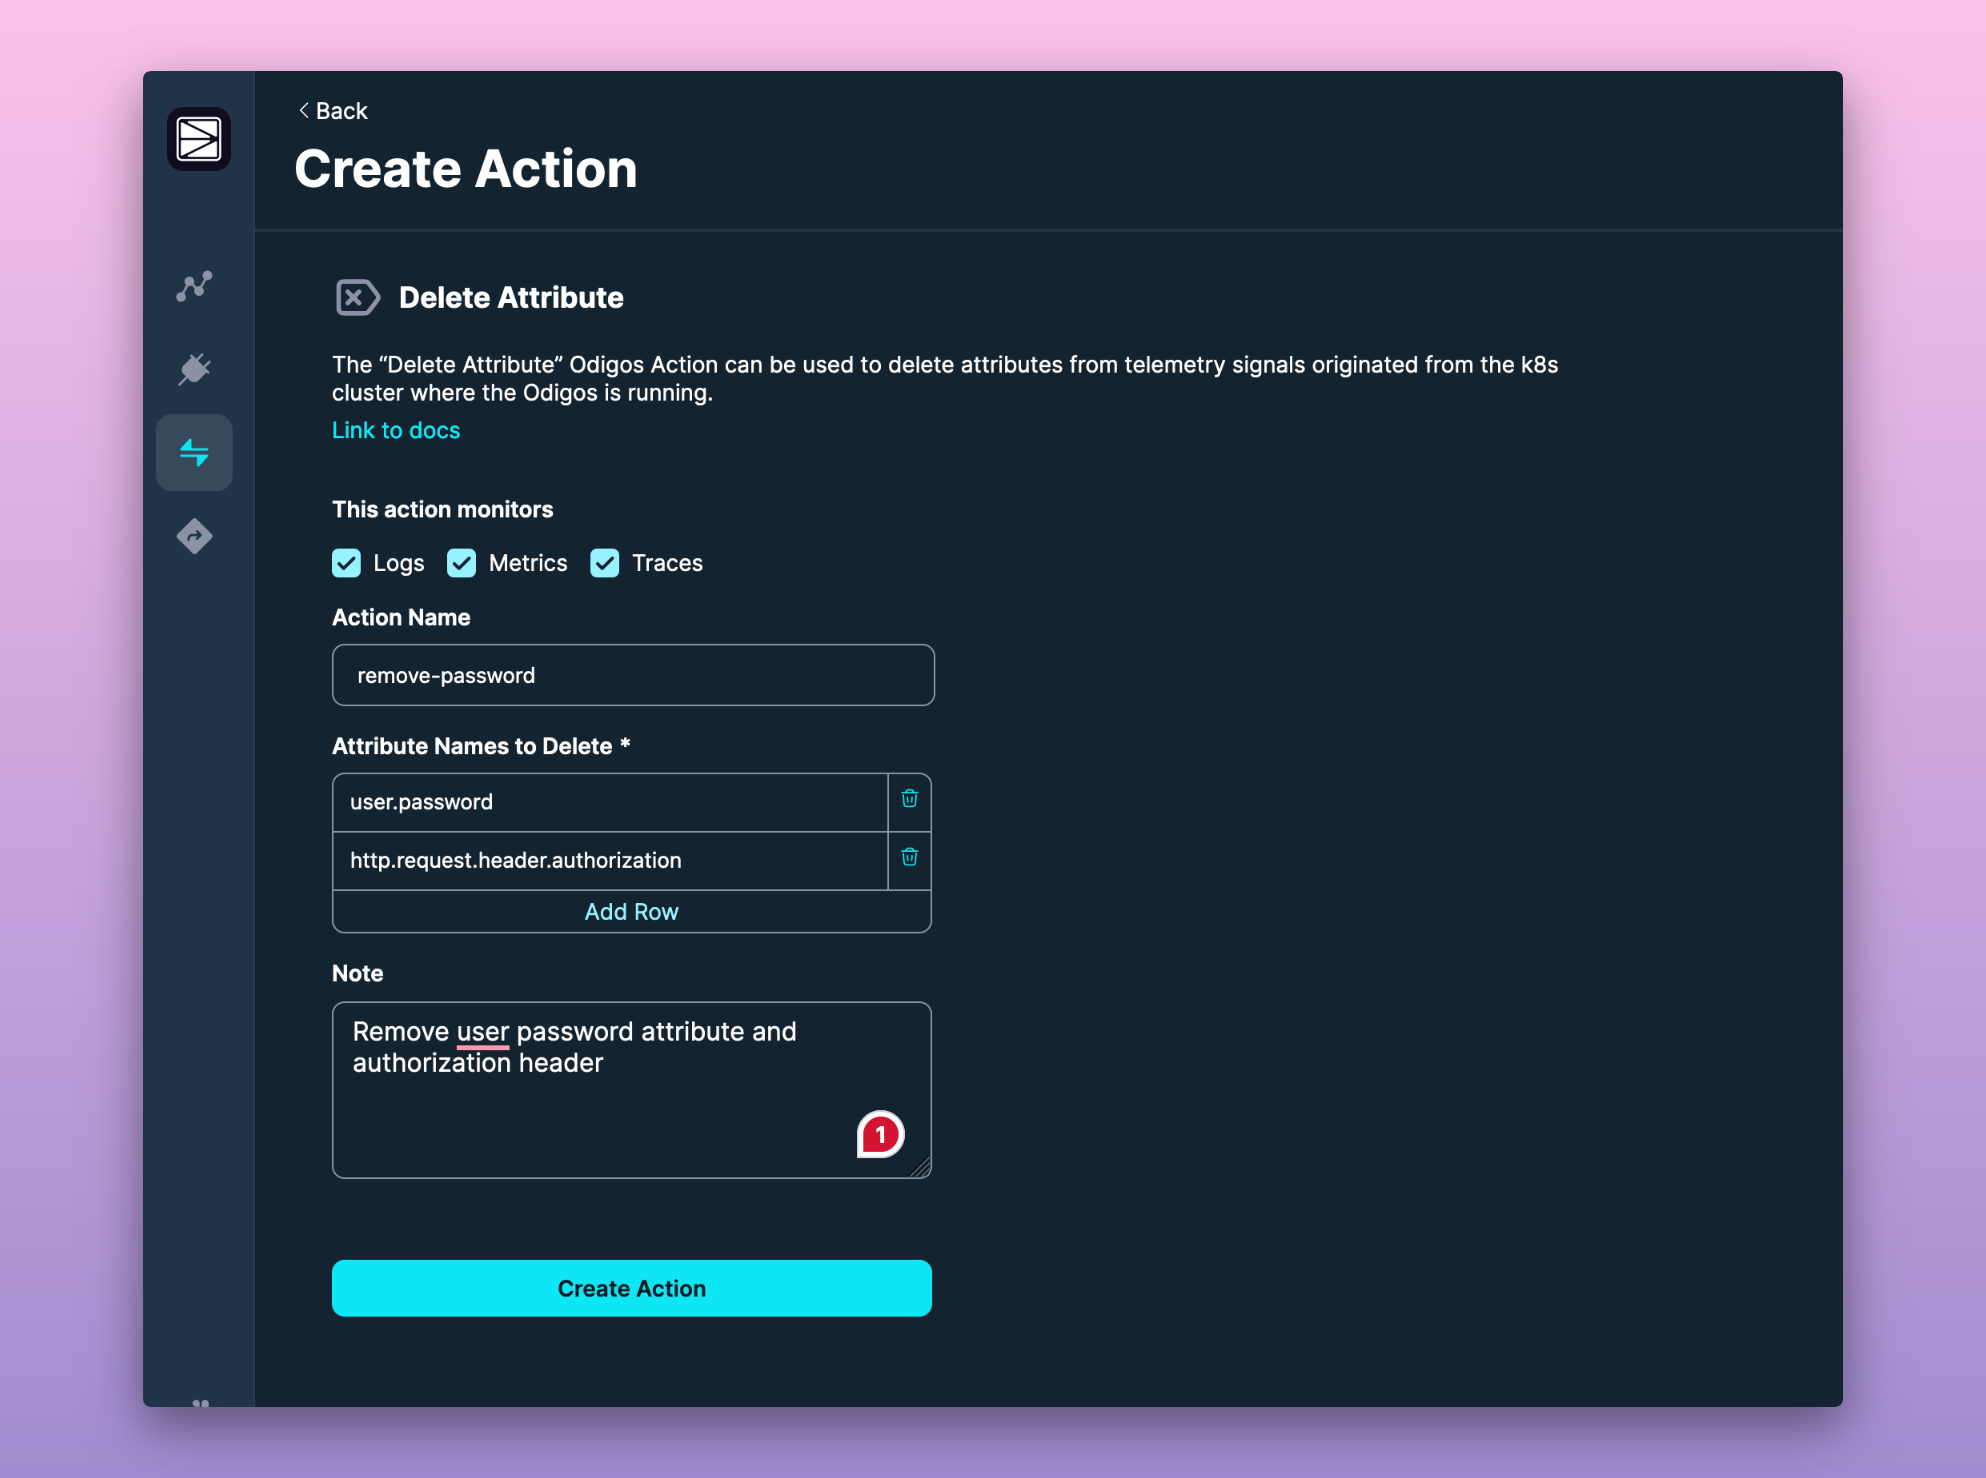 Back
Create Action
Delete Attribute
The “Delete Attribute” Odigos Action can be used to delete attributes from telemetry signals originated from the k8s
cluster where the Odigos is running.
Link to docs
This action monitors
Logs Metrics Traces
Action Name
remove-password
Attribute Names to Delete *
user.password
http.request.header.authorization
Add Row
Note
Remove user password attribute and
authorization header
1
Create Action